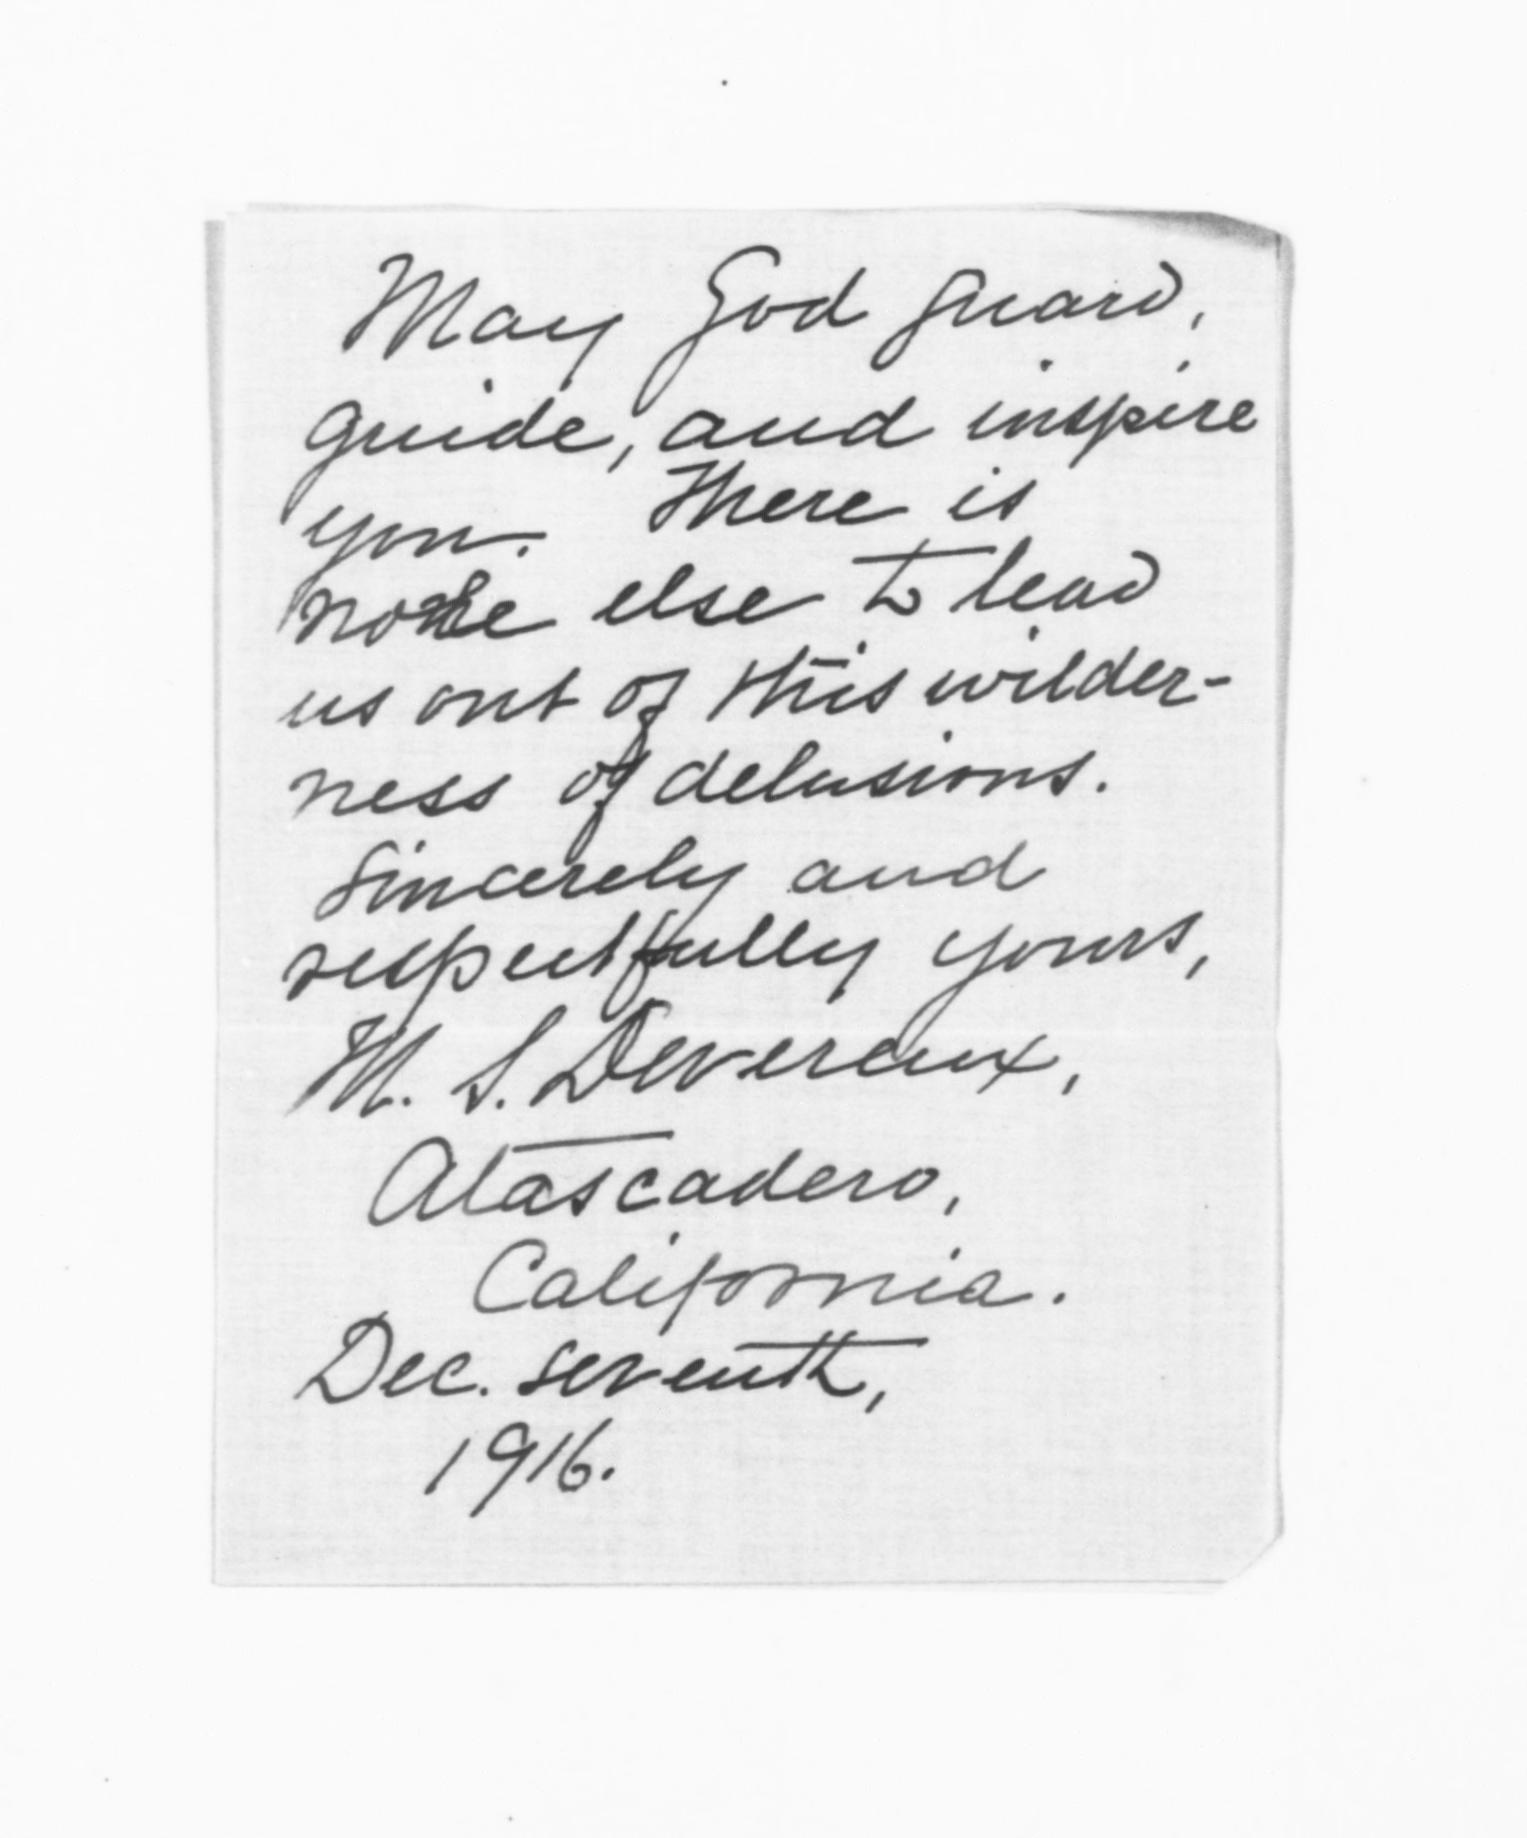 May God guard,
guide, and inspire
you. There is
none else to lead
us out of this wilder-
ness of delusions.
Sincerely and
respectfully yours,
M. S. Devereux,
Atascadero,
California.
Dec. seventh,
1916.